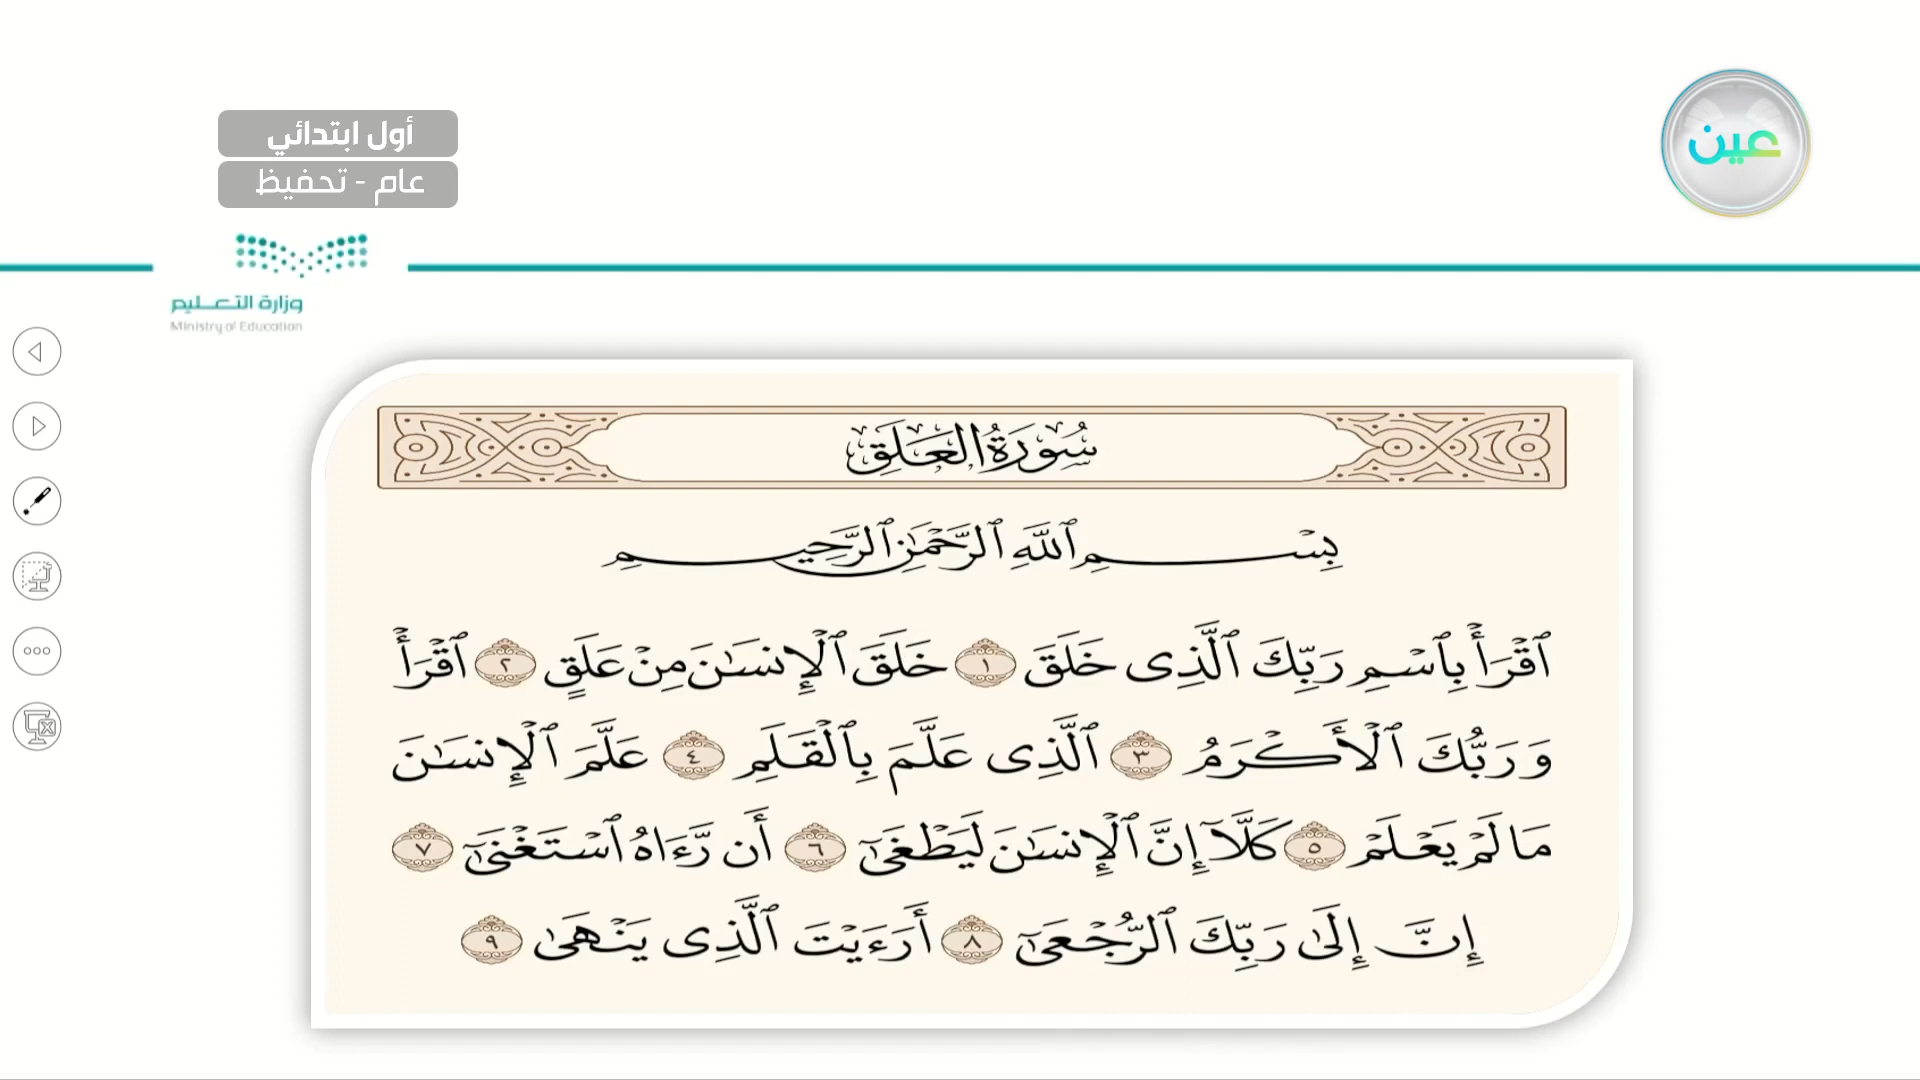 أول ابتدائي
عام - تحفيظ
عين
وزارة التعليم
Ministry of Education
سُورَةُ العَلَقِ
بِسْمِ ٱللَّهِ ٱلرَّحْمَٰنِ ٱلرَّحِيمِ
ٱقْرَأْ بِٱسْمِ رَبِّكَ ٱلَّذِى خَلَقَ ١ خَلَقَ ٱلْإِنسَٰنَ مِنْ عَلَقٍ ٢ ٱقْرَأْ
وَرَبُّكَ ٱلْأَكْرَمُ ٣ ٱلَّذِى عَلَّمَ بِٱلْقَلَمِ ٤ عَلَّمَ ٱلْإِنسَٰنَ
مَا لَمْ يَعْلَمْ ٥ كَلَّآ إِنَّ ٱلْإِنسَٰنَ لَيَطْغَىٰٓ ٦ أَن رَّءَاهُ ٱسْتَغْنَىٰٓ ٧
إِنَّ إِلَىٰ رَبِّكَ ٱلرُّجْعَىٰٓ ٨ أَرَءَيْتَ ٱلَّذِى يَنْهَىٰ ٩